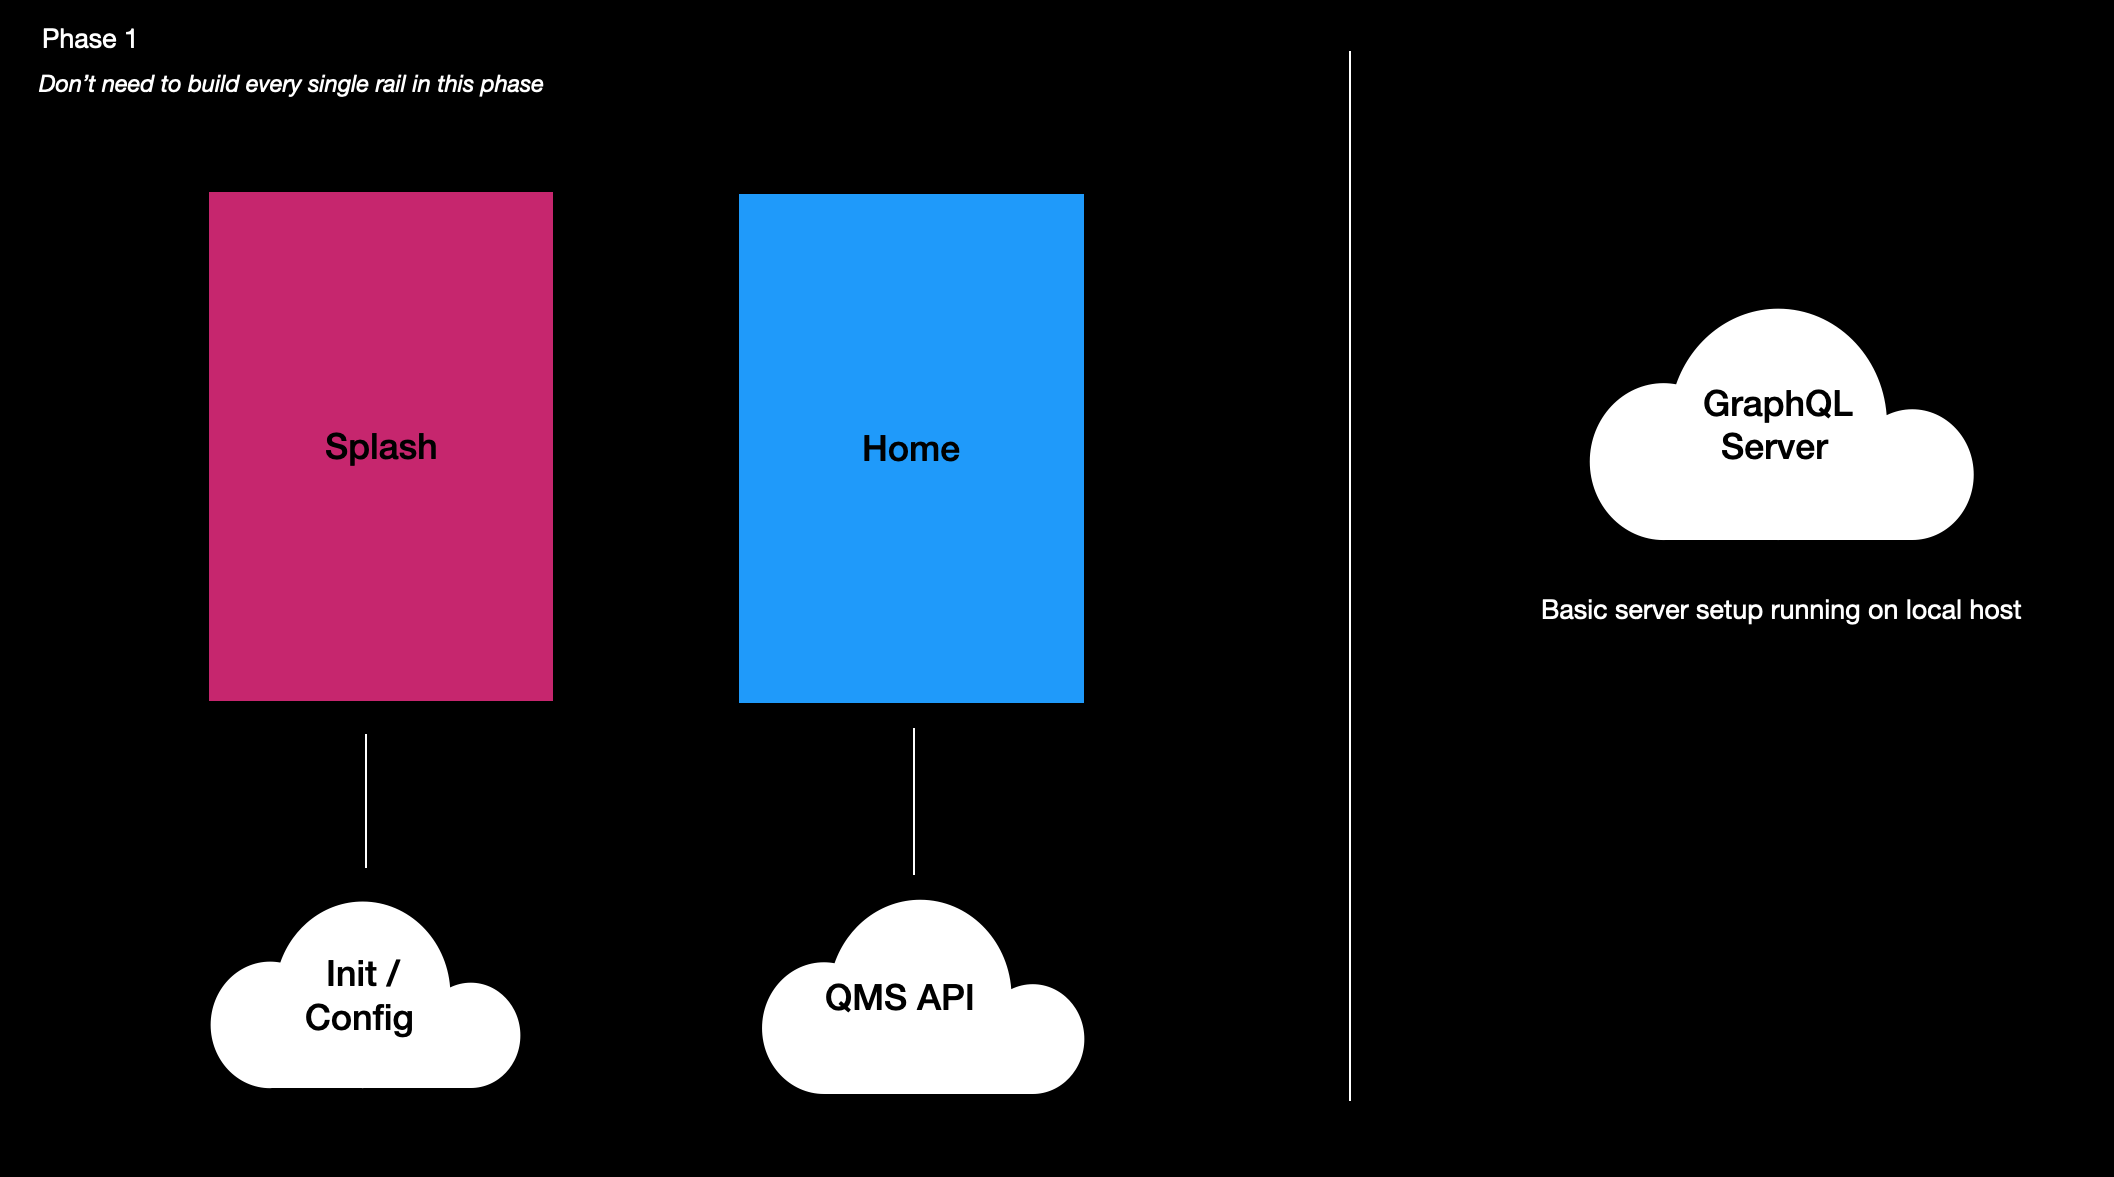 Phase 1
Don’t need to build every single rail in this phase
Splash
Home
GraphQL
Server
Basic server setup running on local host
Init /
Config
QMS API